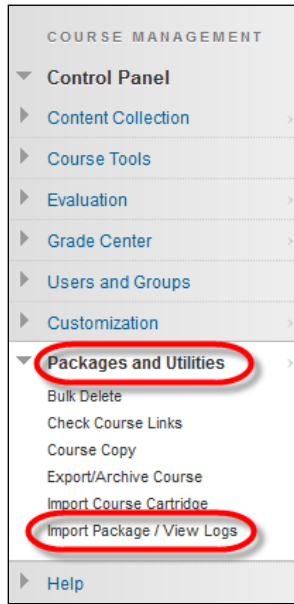 COURSE MANAGEMENT
Control Panel
Content Collection
Course Tools
Evaluation
Grade Center
Users and Groups
Customization
Packages and Utilities
Bulk Delete
Check Course Links
Course Copy
Export/Archive Course
Import Course Cartridge
Import Package / View Logs
Help